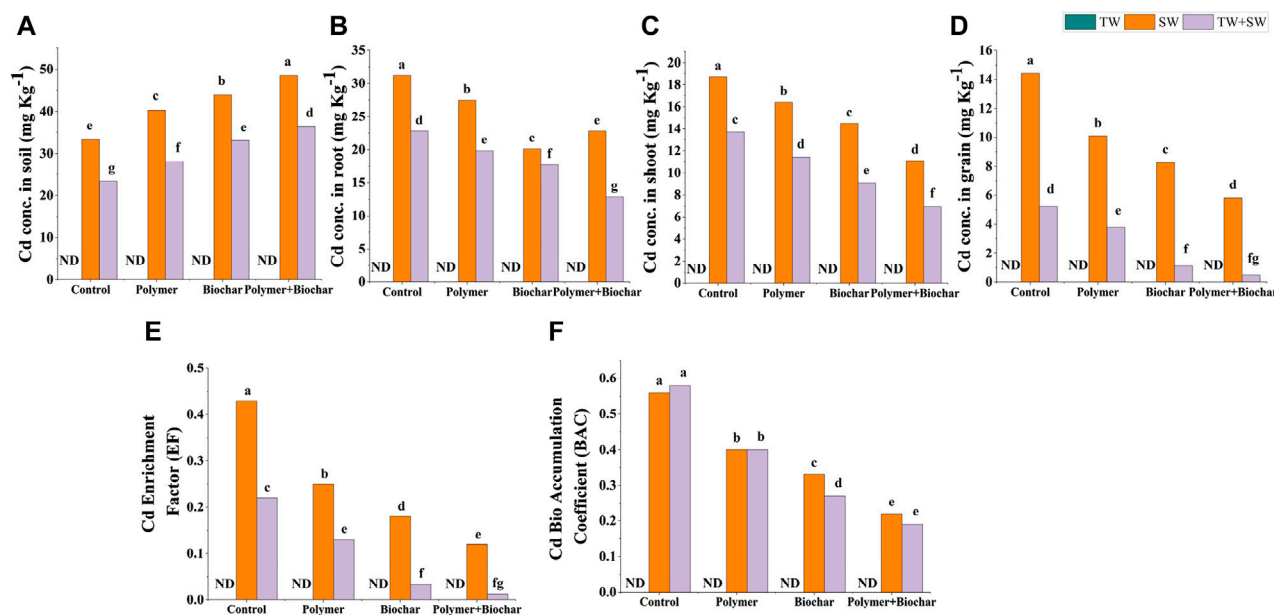 A
B
C
D
TW SW TW+SW
Cd conc. in soil (mg Kg-1)
50
40
30
20
10
0
ND e g ND c f ND b e ND a d
Control Polymer Biochar Polymer+Biochar
Cd conc. in root (mg Kg-1)
35
30
25
20
15
10
5
0
ND a d ND b e ND c f ND e g
Control Polymer Biochar Polymer+Biochar
Cd conc. in shoot (mg Kg-1)
20
18
16
14
12
10
8
6
4
2
0
ND a c ND b d ND c e ND d f
Control Polymer Biochar Polymer+Biochar
Cd conc. in grain (mg Kg-1)
16
14
12
10
8
6
4
2
0
ND a d ND b e ND c f ND d fg
Control Polymer Biochar Polymer+Biochar
E
Cd Enrichment
Factor (EF)
0.5
0.4
0.3
0.2
0.1
0.0
ND a c ND b e ND d f ND e fg
Control Polymer Biochar Polymer+Biochar
F
Cd Bio Accumulation
Coefficient (BAC)
0.6
0.5
0.4
0.3
0.2
0.1
0.0
ND a a ND b b ND c d ND e e
Control Polymer Biochar Polymer+Biochar